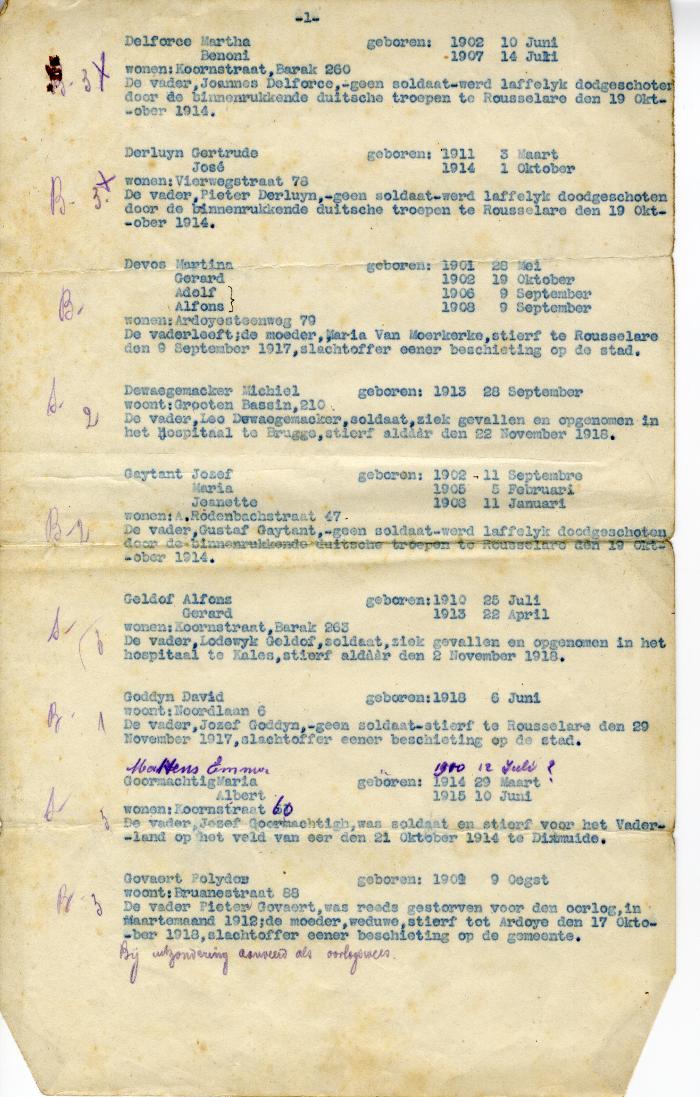 -1-
Delforce Martha geboren: 1902 10 Juni
Benoni 1907 14 Juli
wonen:Koornstraat,Barak 260
B- 3 X
De vader,Joannes Delforce,-geen soldaat-werd laffelyk dodgeschoten
door de binnenrukkende duitsche troepen te Rousselare den 19 Okt-
-ober 1914.
Derluyn Gertrude geboren: 1911 3 Maart
José 1914 1 Oktober
wonen:Vierwegstraat 78
B- 3. X
De vader,Pieter Derluyn,-geen soldaat-werd laffelyk doodgeschoten
door de binnenrukkende duitsche troepen te Rousselare den 19 Okt-
-ober 1914.
Devos Martina geboren: 1901 28 Mei
Gerard 1902 19 Oktober
Adolf } 1906 9 September
Alfons} 1908 9 September
B-
wonen:Ardoyesteenweg 79
De vaderleeft;de moeder,Maria Van Moerkerke,stierf te Rousselare
den 9 September 1917,slachtoffer eener beschieting op de stad.
Dewaegemacker Michiel geboren: 1913 28 September
woont:Grooten Bassin,210
2
De vader,Leo Dewaegemacker,soldaat,ziek gevallen en opgenomen in
het Hospitaal te Brugge,stierf aldáár den 22 November 1918.
Gaytant Jozef geboren: 1902 - 11 Septembre
Maria 1905 5 Februari
Jeanette 1908 11 Januari
wonen:A.Rodenbachstraat 47.
B-2
De vader,Gustaf Gaytant,-geen soldaat-werd laffelyk doodgeschoten
door de binnenrukkende duitsche troepen te Rousselare den 19 Okt-
-ober 1914.
Geldof Alfons geboren:1910 25 Juli
Gerard 1913 22 April
wonen:Koornstraat,Barak 263
De vader,Lodewyk Geldof,soldaat,ziek gevallen en opgenomen in het
hospitaal te Kales,stierf aldáár den 2 November 1918.
Goddyn David geboren:1918 6 Juni
woont:Noordlaan 6
B- 1
De vader,Jozef Goddyn,-geen soldaat-stierf te Rousselare den 29
November 1917,slachtoffer eener beschieting op de stad.
Mattens Emma " 1900 12 Juli ?
GoormachtigMaria geboren: 1914 29 Maart
Albert 1915 10 Juni
wonen:Koornstraat 60
3
De vader,Jozef Goormachtigh,was soldaat en stierf voor het Vader-
-land op het veld van eer den 21 Oktober 1914 te Dixmuide.
Govaert Polydor geboren: 1902 9 Oegst
woont:Bruanestraat 88
B-3
De vader Pieter Govaert,was reeds gestorven voor den oorlog,in
Maartemaand 1912;de moeder,weduwe,stierf tot Ardoye den 17 Okto-
-ber 1918,slachtoffer eener beschieting op de gemeente.
Bij uitzondering aanveerd als oorlogswees.